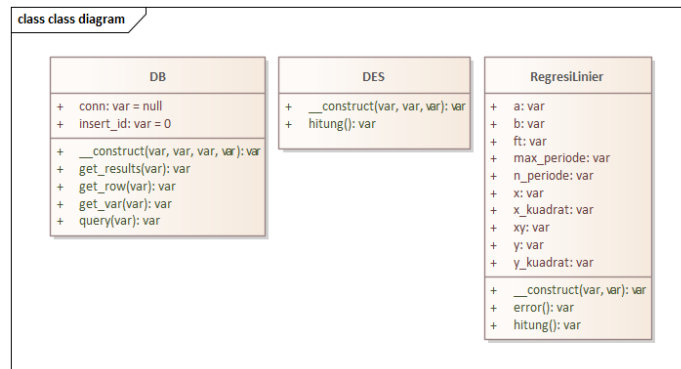 class class diagram
DB
+ conn: var = null
+ insert_id: var = 0
+ __construct(var, var, var, var): var
+ get_results(var): var
+ get_row(var): var
+ get_var(var): var
+ query(var): var
DES
+ __construct(var, var, var): var
+ hitung(): var
RegresiLinier
+ a: var
+ b: var
+ ft: var
+ max_periode: var
+ n_periode: var
+ x: var
+ x_kuadrat: var
+ xy: var
+ y: var
+ y_kuadrat: var
+ __construct(var, var): var
+ error(): var
+ hitung(): var